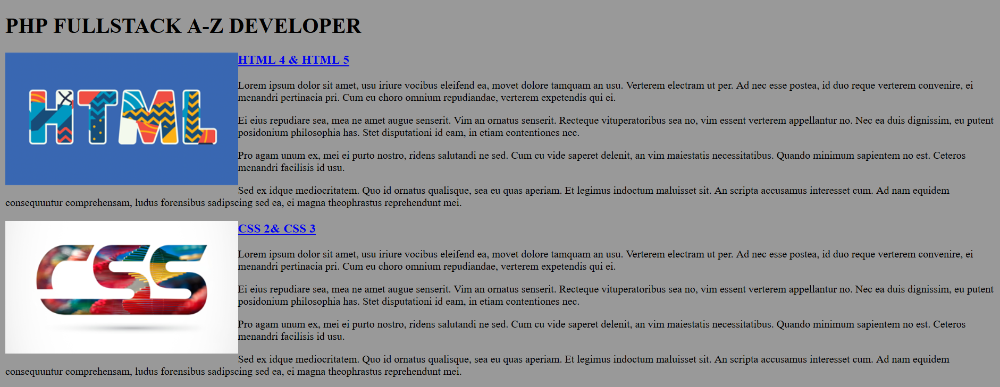 PHP FULLSTACK A-Z DEVELOPER
HTML
HTML 4 & HTML 5
Lorem ipsum dolor sit amet, usu iriure vocibus eleifend ea, movet dolore tamquam an usu. Verterem electram ut per. Ad nec esse postea, id duo reque verterem convenire, ei
menandri pertinacia pri. Cum eu choro omnium repudiandae, verterem expetendis qui ei.
Ei eius repudiare sea, mea ne amet augue senserit. Vim an ornatus senserit. Recteque vituperatoribus sea no, vim essent verterem appellantur no. Nec ea duis dignissim, eu putent
posidonium philosophia has. Stet disputationi id eam, in etiam contentiones nec.
Pro agam unum ex, mei ei purto nostro, ridens salutandi ne sed. Cum cu vide saperet delenit, an vim maiestatis necessitatibus. Quando minimum sapientem no est. Ceteros
menandri facilisis id usu.
Sed ex idque mediocritatem. Quo id ornatus qualisque, sea eu quas aperiam. Et legimus indoctum maluisset sit. An scripta accusamus interesset cum. Ad nam equidem
consequuntur comprehensam, ludus forensibus sadipscing sed ea, ei magna theophrastus reprehendunt mei.
CSS
CSS 2& CSS 3
Lorem ipsum dolor sit amet, usu iriure vocibus eleifend ea, movet dolore tamquam an usu. Verterem electram ut per. Ad nec esse postea, id duo reque verterem convenire, ei
menandri pertinacia pri. Cum eu choro omnium repudiandae, verterem expetendis qui ei.
Ei eius repudiare sea, mea ne amet augue senserit. Vim an ornatus senserit. Recteque vituperatoribus sea no, vim essent verterem appellantur no. Nec ea duis dignissim, eu putent
posidonium philosophia has. Stet disputationi id eam, in etiam contentiones nec.
Pro agam unum ex, mei ei purto nostro, ridens salutandi ne sed. Cum cu vide saperet delenit, an vim maiestatis necessitatibus. Quando minimum sapientem no est. Ceteros
menandri facilisis id usu.
Sed ex idque mediocritatem. Quo id ornatus qualisque, sea eu quas aperiam. Et legimus indoctum maluisset sit. An scripta accusamus interesset cum. Ad nam equidem
consequuntur comprehensam, ludus forensibus sadipscing sed ea, ei magna theophrastus reprehendunt mei.